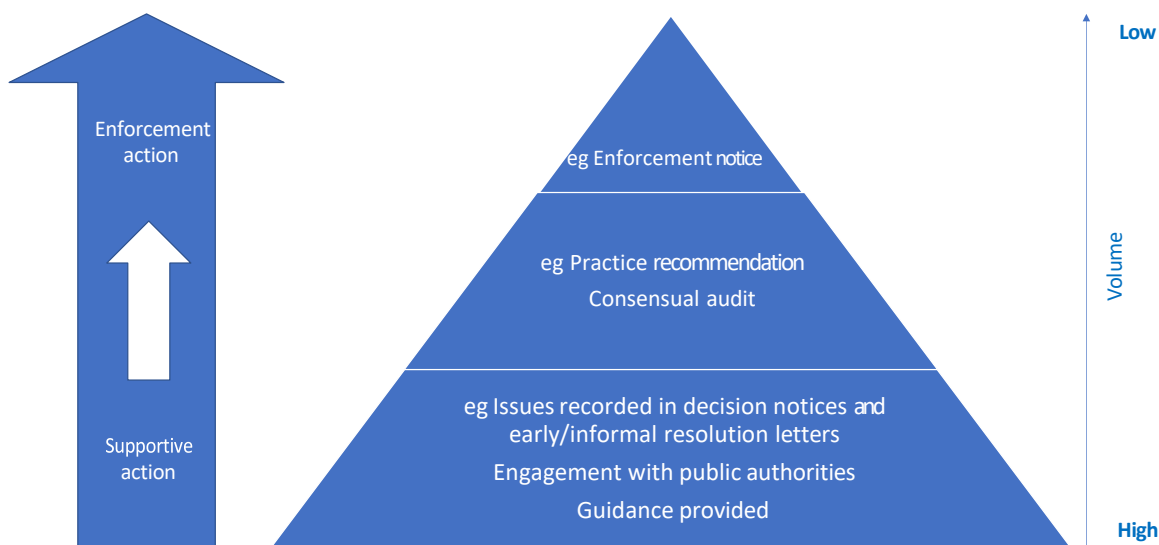 Enforcement
action
Supportive
action
eg Enforcement notice
eg Practice recommendation
Consensual audit
eg Issues recorded in decision notices and
early/informal resolution letters
Engagement with public authorities
Guidance provided
Low
Volume
High